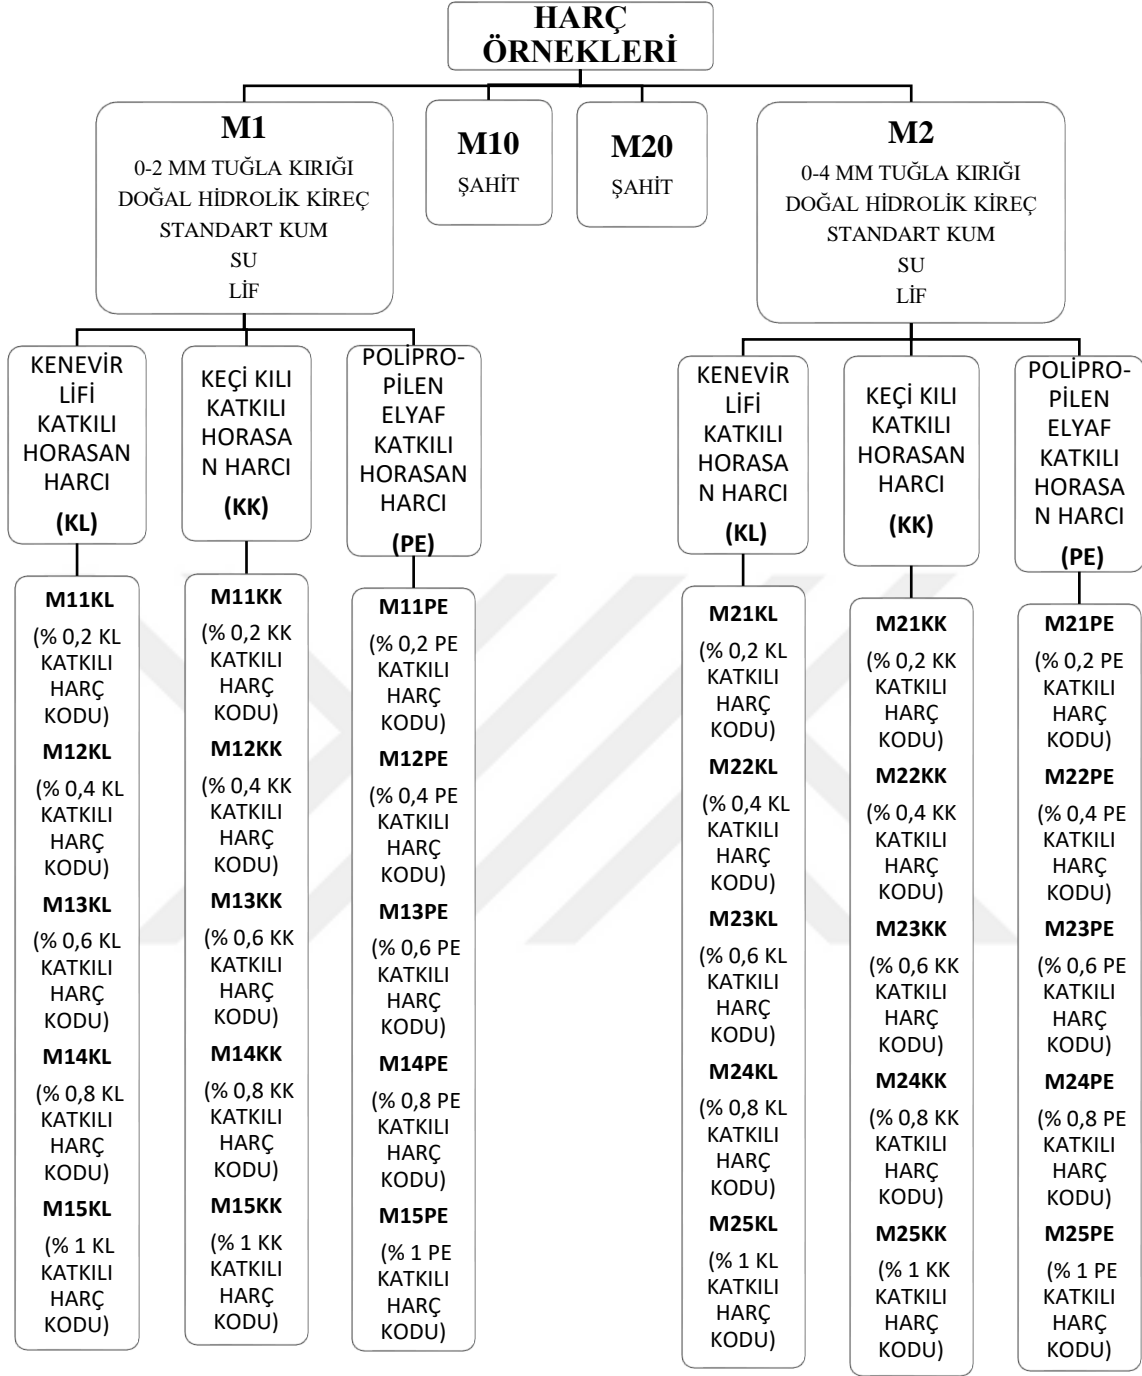 HARÇ
ÖRNEKLERİ
M1
0-2 MM TUĞLA KIRIĞI
DOĞAL HİDROLİK KİREÇ
STANDART KUM
SU
LİF
M10
ŞAHİT
M20
ŞAHİT
M2
0-4 MM TUĞLA KIRIĞI
DOĞAL HİDROLİK KİREÇ
STANDART KUM
SU
LİF
KENEVİR
LİFİ
KATKILI
HORASAN
HARCI
(KL)
KEÇİ KILI
KATKILI
HORASA
N HARCI
(KK)
POLİPRO-
PİLEN
ELYAF
KATKILI
HORASAN
HARCI
(PE)
KENEVİR
LİFİ
KATKILI
HORASA
N HARCI
(KL)
KEÇİ KILI
KATKILI
HORASAN
HARCI
(KK)
POLİPRO-
PİLEN
ELYAF
KATKILI
HORASA
N HARCI
(PE)
M11KL
(% 0,2 KL
KATKILI
HARÇ
KODU)
M12KL
(% 0,4 KL
KATKILI
HARÇ
KODU)
M13KL
(% 0,6 KL
KATKILI
HARÇ
KODU)
M14KL
(% 0,8 KL
KATKILI
HARÇ
KODU)
M15KL
(% 1 KL
KATKILI
HARÇ
KODU)
M11KK
(% 0,2 KK
KATKILI
HARÇ
KODU)
M12KK
(% 0,4 KK
KATKILI
HARÇ
KODU)
M13KK
(% 0,6 KK
KATKILI
HARÇ
KODU)
M14KK
(% 0,8 KK
KATKILI
HARÇ
KODU)
M15KK
(% 1 KK
KATKILI
HARÇ
KODU)
M11PE
(% 0,2 PE
KATKILI
HARÇ
KODU)
M12PE
(% 0,4 PE
KATKILI
HARÇ
KODU)
M13PE
(% 0,6 PE
KATKILI
HARÇ
KODU)
M14PE
(% 0,8 PE
KATKILI
HARÇ
KODU)
M15PE
(% 1 PE
KATKILI
HARÇ
KODU)
M21KL
(% 0,2 KL
KATKILI
HARÇ
KODU)
M22KL
(% 0,4 KL
KATKILI
HARÇ
KODU)
M23KL
(% 0,6 KL
KATKILI
HARÇ
KODU)
M24KL
(% 0,8 KL
KATKILI
HARÇ
KODU)
M25KL
(% 1 KL
KATKILI
HARÇ
KODU)
M21KK
(% 0,2 KK
KATKILI
HARÇ
KODU)
M22KK
(% 0,4 KK
KATKILI
HARÇ
KODU)
M23KK
(% 0,6 KK
KATKILI
HARÇ
KODU)
M24KK
(% 0,8 KK
KATKILI
HARÇ
KODU)
M25KK
(% 1 KK
KATKILI
HARÇ
KODU)
M21PE
(% 0,2 PE
KATKILI
HARÇ
KODU)
M22PE
(% 0,4 PE
KATKILI
HARÇ
KODU)
M23PE
(% 0,6 PE
KATKILI
HARÇ
KODU)
M24PE
(% 0,8 PE
KATKILI
HARÇ
KODU)
M25PE
(% 1 PE
KATKILI
HARÇ
KODU)